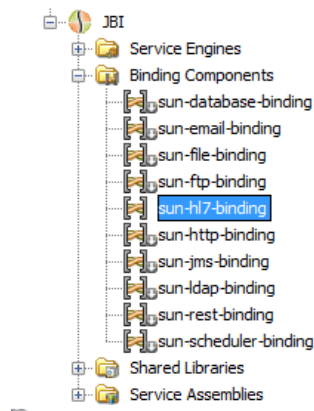 JBI
Service Engines
Binding Components
sun-database-binding
sun-email-binding
sun-file-binding
sun-ftp-binding
sun-hl7-binding
sun-http-binding
sun-jms-binding
sun-ldap-binding
sun-rest-binding
sun-scheduler-binding
Shared Libraries
Service Assemblies